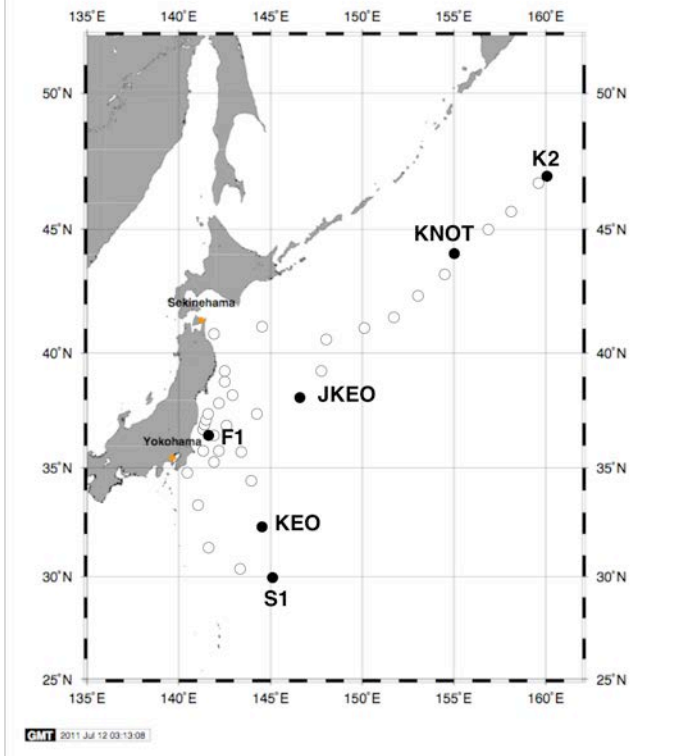 135˚E 140˚E 145˚E 150˚E 155˚E 160˚E
50˚N 50˚N
K2
45˚N KNOT 45˚N
Sekinehama
40˚N 40˚N
JKEO
Yokohama F1
35˚N 35˚N
KEO
30˚N 30˚N
S1
25˚N 25˚N
135˚E 140˚E 145˚E 150˚E 155˚E 160˚E
GMT 2011 Jul 12 03:13:08